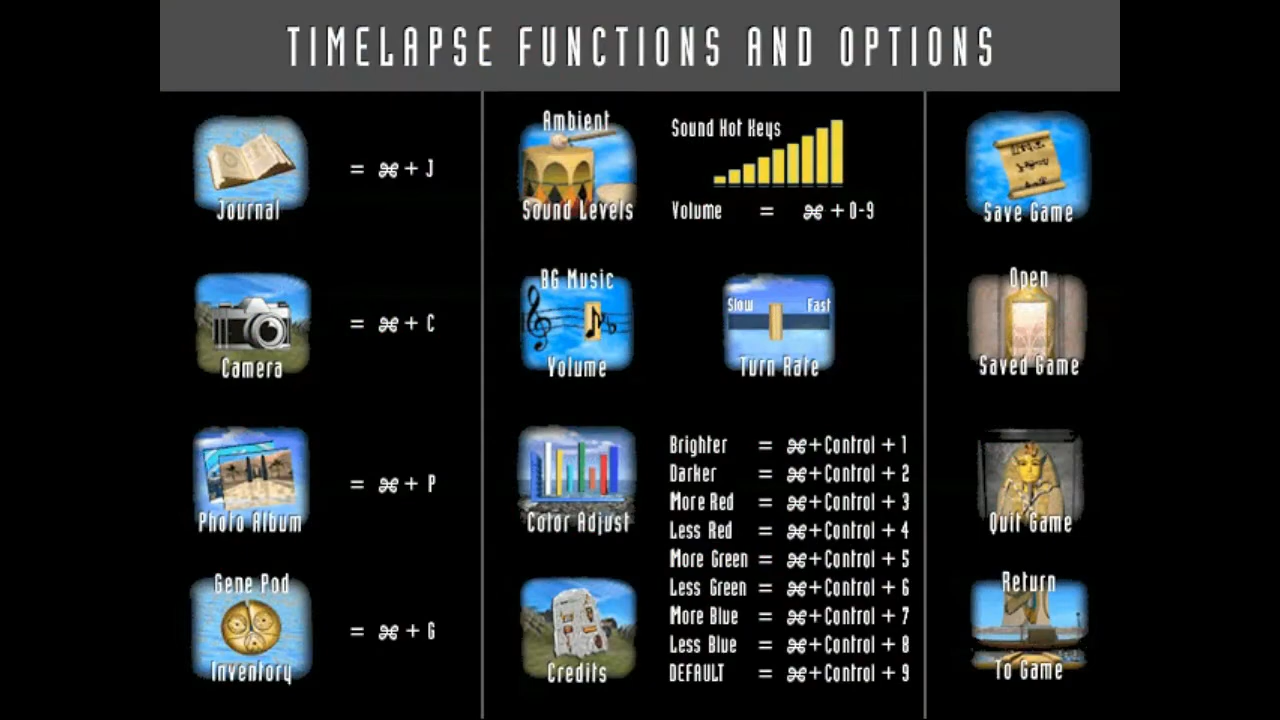 TIMELAPSE FUNCTIONS AND OPTIONS
Journal
= ⌘ + J
Camera
= ⌘ + C
Photo Album
= ⌘ + P
Gene Pod
Inventory
= ⌘ + G
Ambient
Sound Levels
Sound Hot Keys
Volume = ⌘ + 0-9
BG Music
Volume
Slow Fast
Turn Rate
Color Adjust
Brighter = ⌘+Control + 1
Darker = ⌘+Control + 2
More Red = ⌘+Control + 3
Less Red = ⌘+Control + 4
More Green = ⌘+Control + 5
Less Green = ⌘+Control + 6
More Blue = ⌘+Control + 7
Less Blue = ⌘+Control + 8
DEFAULT = ⌘+Control + 9
Credits
Save Game
Open
Saved Game
Quit Game
Return
To Game